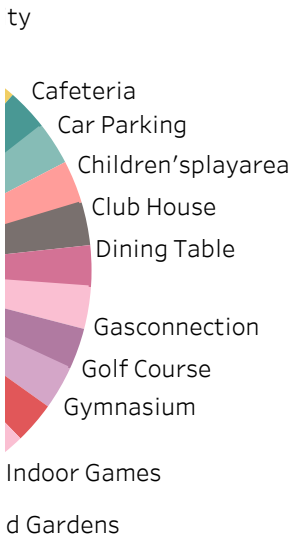 ty
Cafeteria
Car Parking
Children'splayarea
Club House
Dining Table
Gasconnection
Golf Course
Gymnasium
Indoor Games
d Gardens